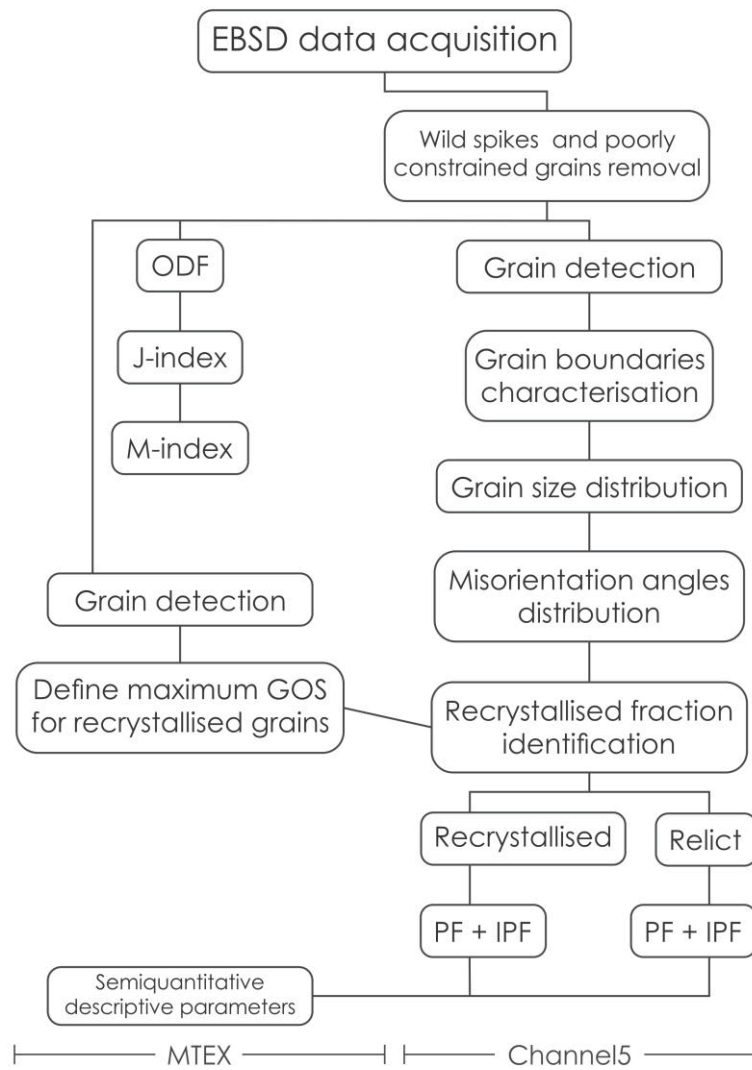 EBSD data acquisition
Wild spikes and poorly
constrained grains removal
ODF
J-index
M-index
Grain detection
Define maximum GOS
for recrystallised grains
Grain detection
Grain boundaries
characterisation
Grain size distribution
Misorientation angles
distribution
Recrystallised fraction
identification
Recrystallised
Relict
PF + IPF
PF + IPF
Semiquantitative
descriptive parameters
MTEX
Channel5